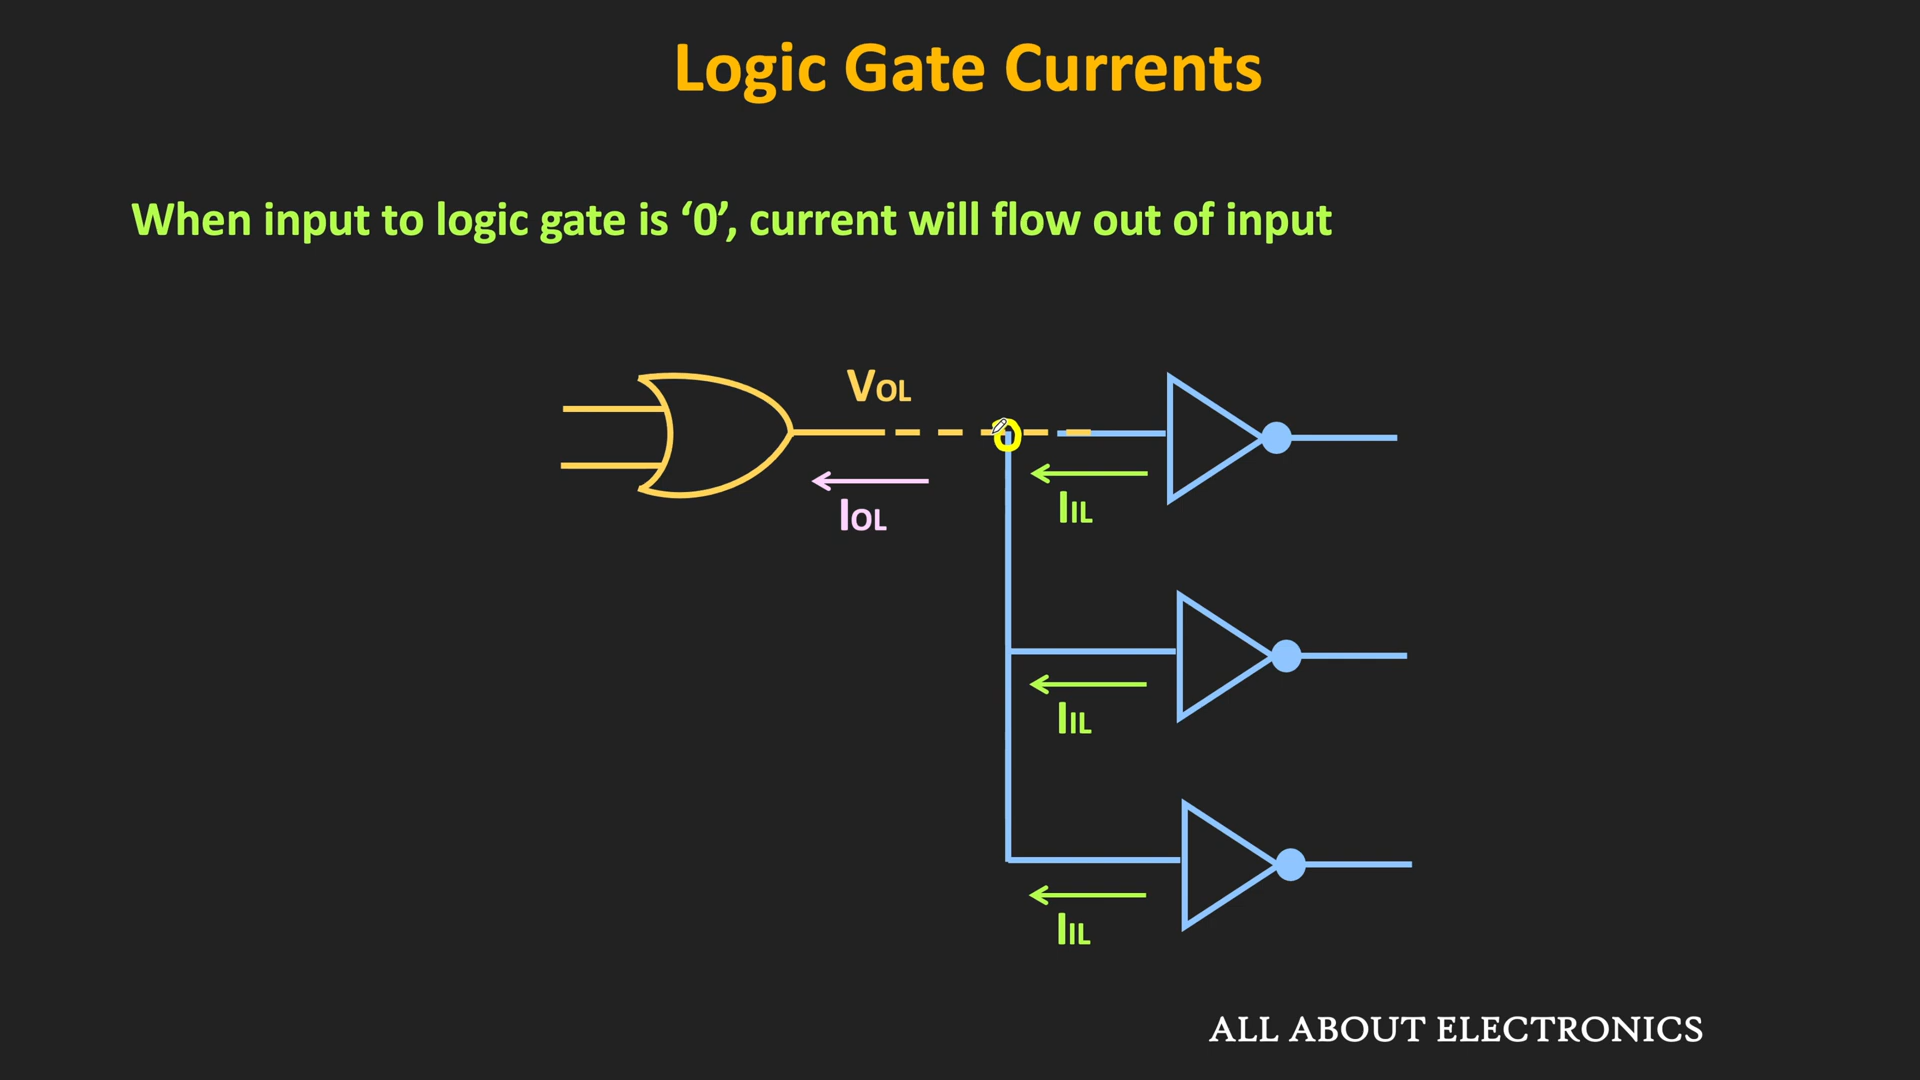 Logic Gate Currents
When input to logic gate is ‘0’, current will flow out of input
VOL
IOL
IIL
IIL
IIL
ALL ABOUT ELECTRONICS